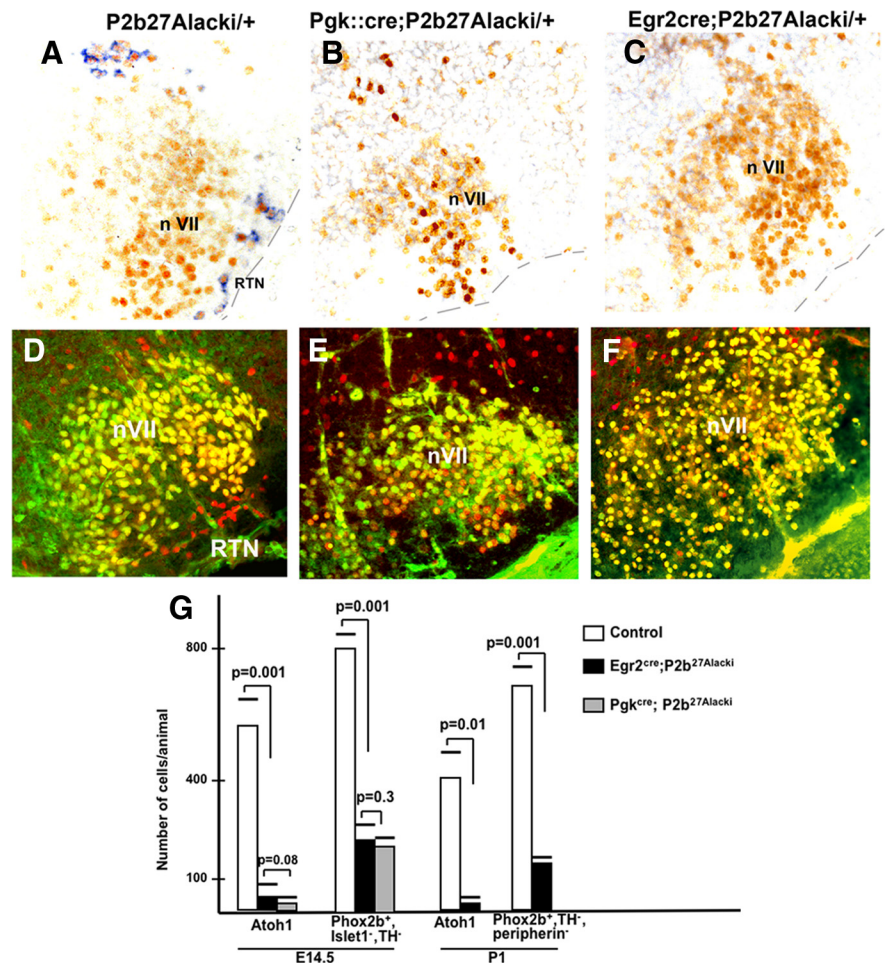 P2b27Alacki/+ Pgk::cre;P2b27Alacki/+ Egr2cre;P2b27Alacki/+
A B C
n VII n VII n VII
RTN
D E F
nVII nVII nVII
RTN
G
p=0.001
800
p=0.001
Control
p=0.001
Egr2cre;P2b27Alacki
p=0.01
Pgkcre; P2b27Alacki
Number of cells/animal
400
p=0.3
p=0.08
100
Atoh1 Phox2b+, Atoh1 Phox2b+,TH-,
Islet1-,TH- peripherin-
E14.5 P1